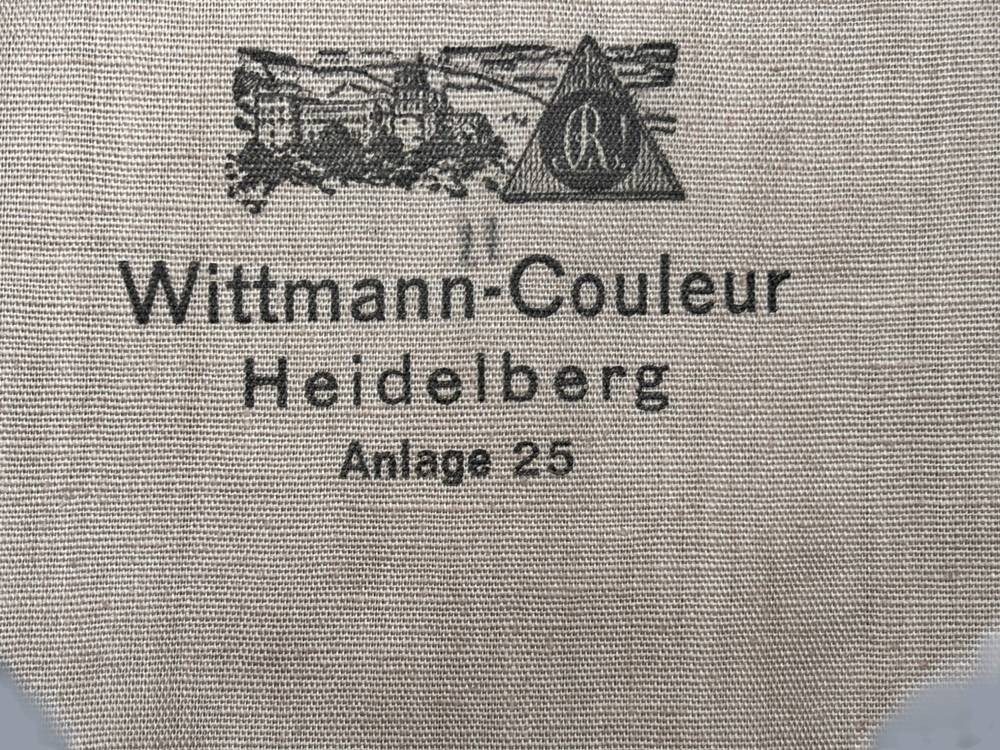 Wittmann-Couleur
Heidelberg
Anlage 25